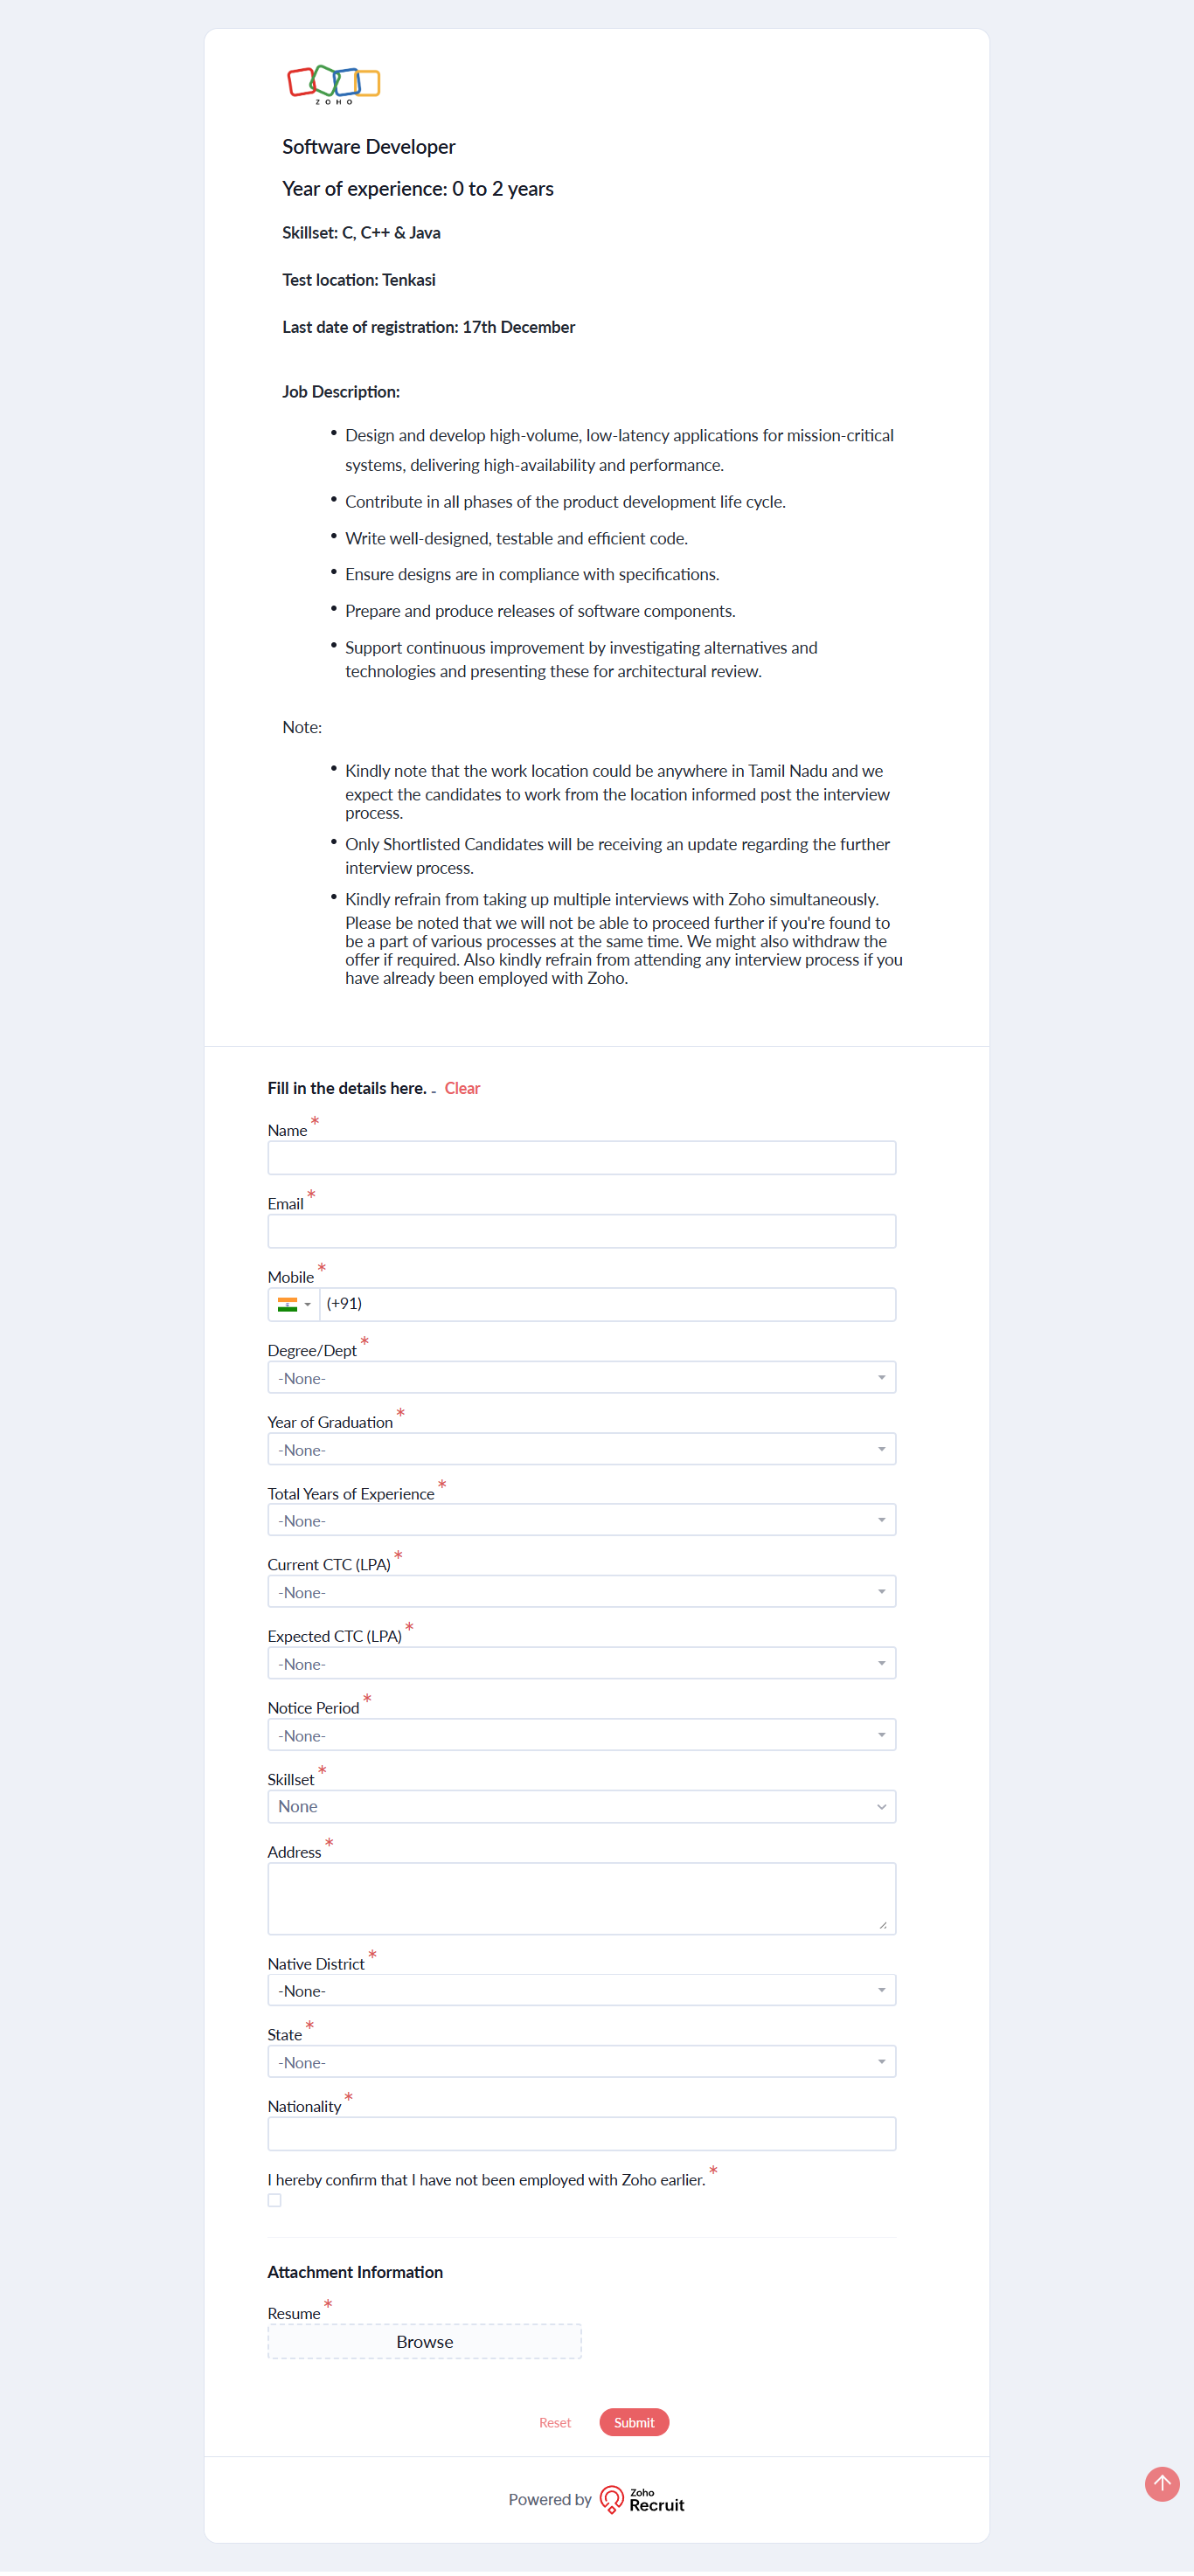 ZOHO
Software Developer
Year of experience: 0 to 2 years
Skillset: C, C++ & Java
Test location: Tenkasi
Last date of registration: 17th December
Job Description:
• Design and develop high-volume, low-latency applications for mission-critical
systems, delivering high-availability and performance.
• Contribute in all phases of the product development life cycle.
• Write well-designed, testable and efficient code.
• Ensure designs are in compliance with specifications.
• Prepare and produce releases of software components.
• Support continuous improvement by investigating alternatives and
technologies and presenting these for architectural review.
Note:
• Kindly note that the work location could be anywhere in Tamil Nadu and we
expect the candidates to work from the location informed post the interview
process.
• Only Shortlisted Candidates will be receiving an update regarding the further
interview process.
• Kindly refrain from taking up multiple interviews with Zoho simultaneously.
Please be noted that we will not be able to proceed further if you're found to
be a part of various processes at the same time. We might also withdraw the
offer if required. Also kindly refrain from attending any interview process if you
have already been employed with Zoho.
Fill in the details here. - Clear
Name *
Email *
Mobile *
(+91)
Degree/Dept *
-None-
Year of Graduation *
-None-
Total Years of Experience *
-None-
Current CTC (LPA) *
-None-
Expected CTC (LPA) *
-None-
Notice Period *
-None-
Skillset *
None
Address *
Native District *
-None-
State *
-None-
Nationality *
I hereby confirm that I have not been employed with Zoho earlier. *
Attachment Information
Resume *
Browse
Reset Submit
Powered by Zoho Recruit